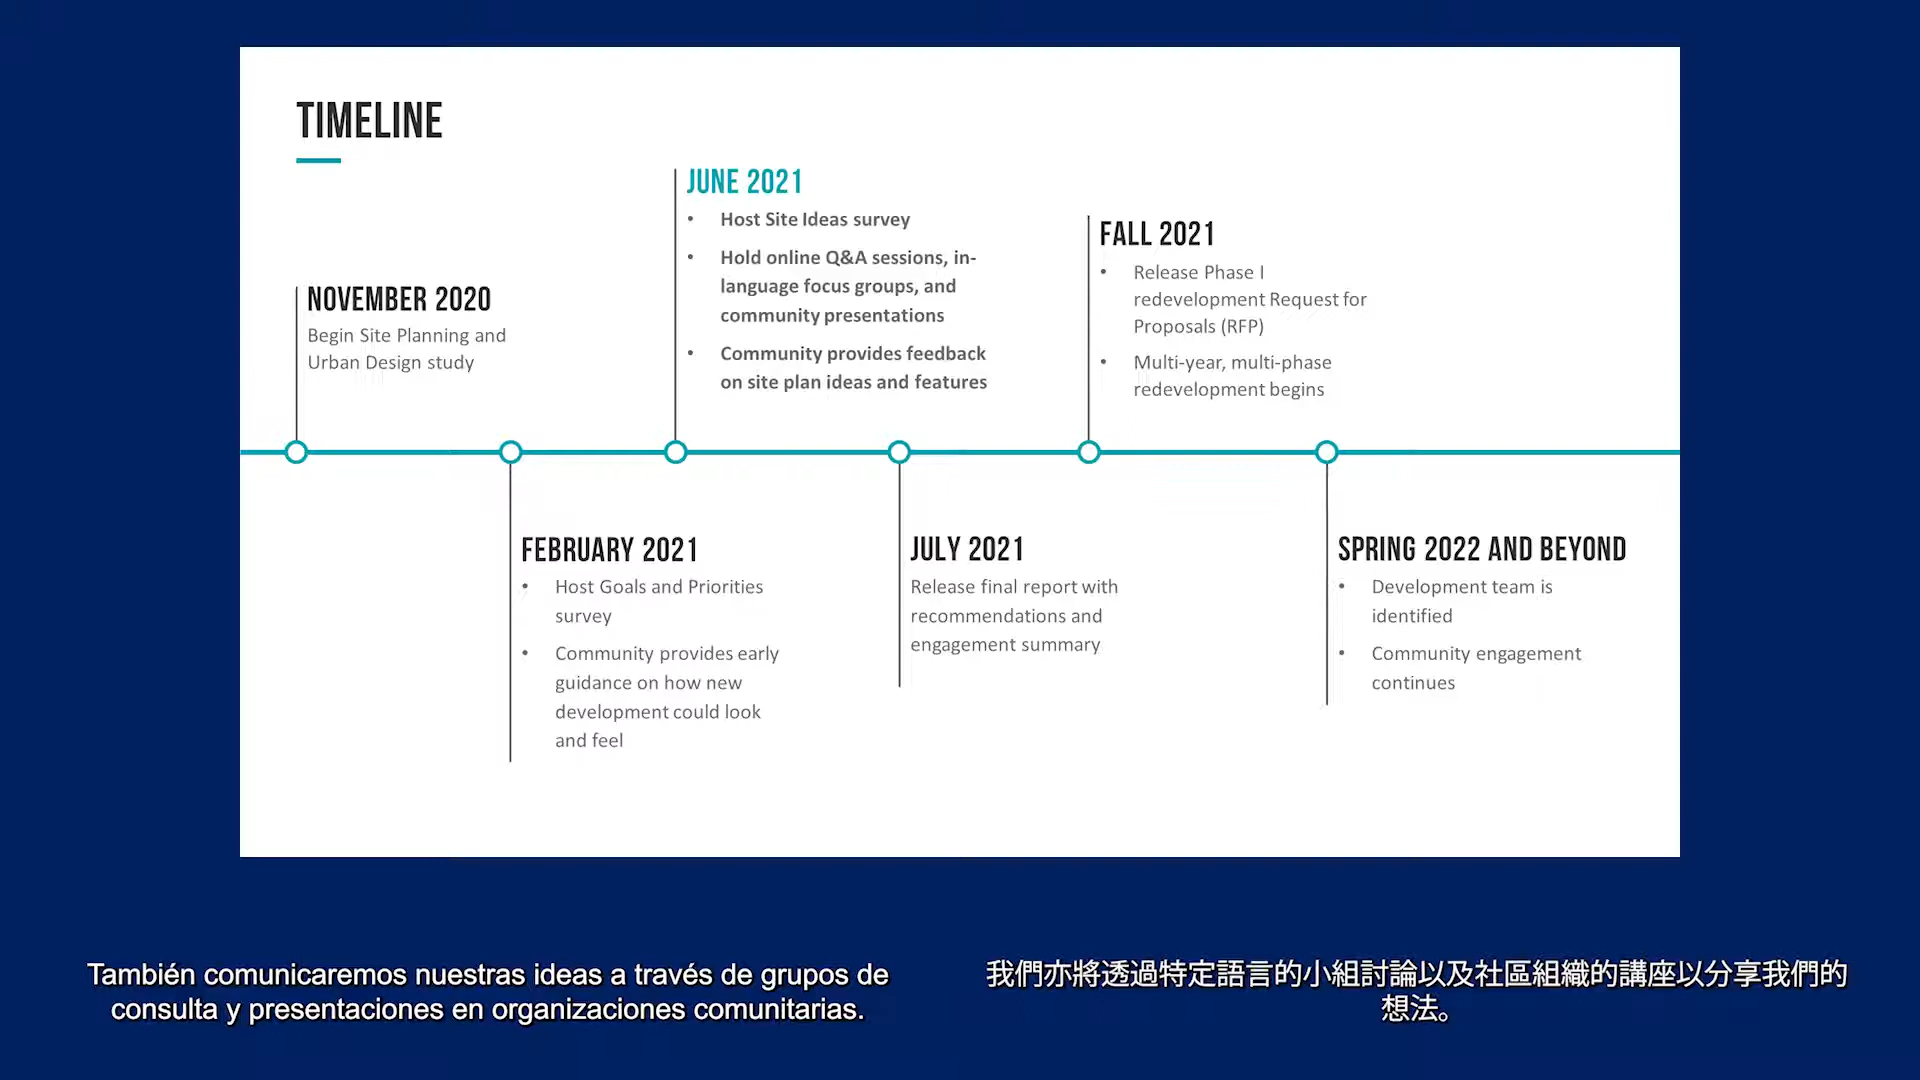 TIMELINE
NOVEMBER 2020
Begin Site Planning and
Urban Design study
JUNE 2021
• Host Site Ideas survey
• Hold online Q&A sessions, in-
language focus groups, and
community presentations
• Community provides feedback
on site plan ideas and features
FALL 2021
• Release Phase I
redevelopment Request for
Proposals (RFP)
• Multi-year, multi-phase
redevelopment begins
FEBRUARY 2021
• Host Goals and Priorities
survey
• Community provides early
guidance on how new
development could look
and feel
JULY 2021
Release final report with
recommendations and
engagement summary
SPRING 2022 AND BEYOND
• Development team is
identified
• Community engagement
continues
También comunicaremos nuestras ideas a través de grupos de
consulta y presentaciones en organizaciones comunitarias.
我們亦將透過特定語言的小組討論以及社區組織的講座以分享我們的
想法。